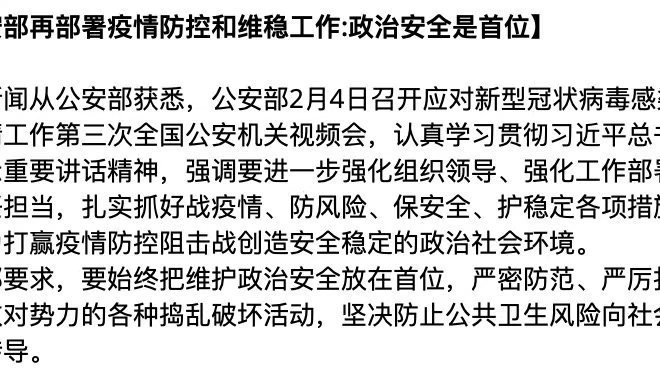 部再部署疫情防控和维稳工作:政治安全是首位】
闻从公安部获悉，公安部2月4日召开应对新型冠状病毒感
工作第三次全国公安机关视频会，认真学习贯彻习近平总
重要讲话精神，强调要进一步强化组织领导、强化工作部
担当，扎实抓好战疫情、防风险、保安全、护稳定各项措
打赢疫情防控阻击战创造安全稳定的政治社会环境。
要求，要始终把维护政治安全放在首位，严密防范、严厉
对势力的各种捣乱破坏活动，坚决防止公共卫生风险向社
导。